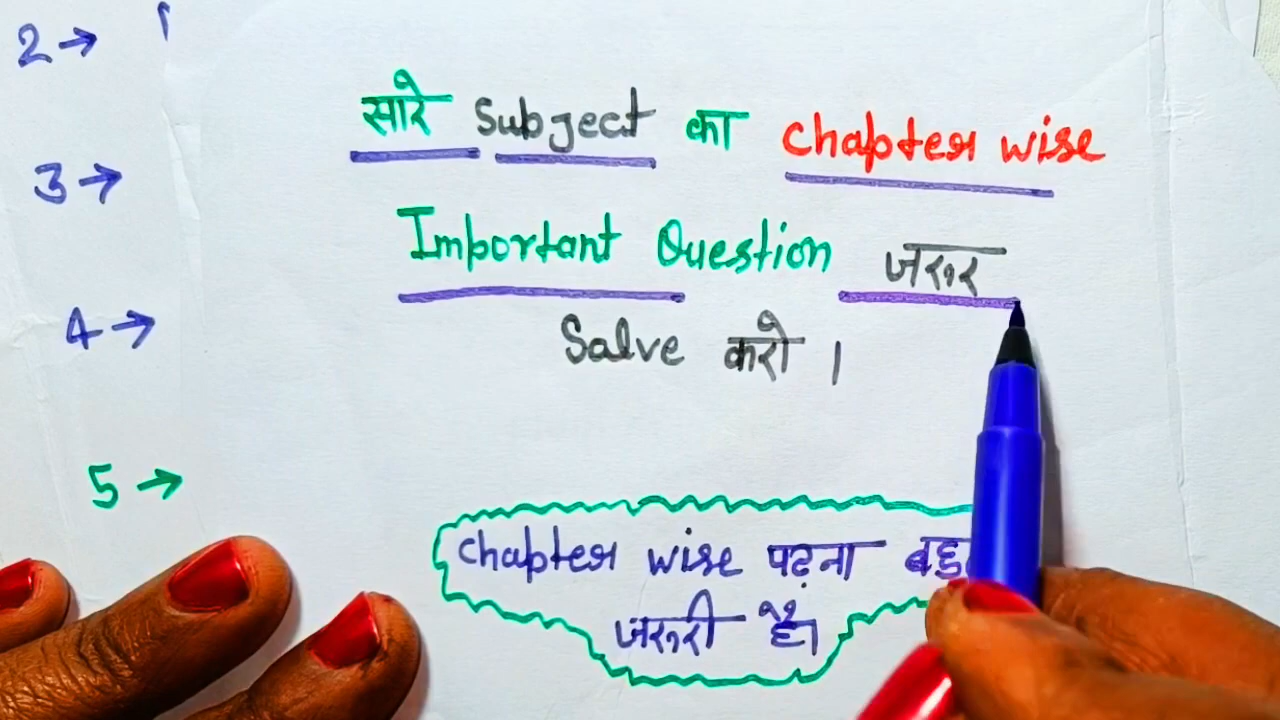 2→
3→
4→
5→
सारे Subject का Chapter wise
Important Question जरुर
Salve करो ।
Chapter wise पढ़ना
जरुरी है।